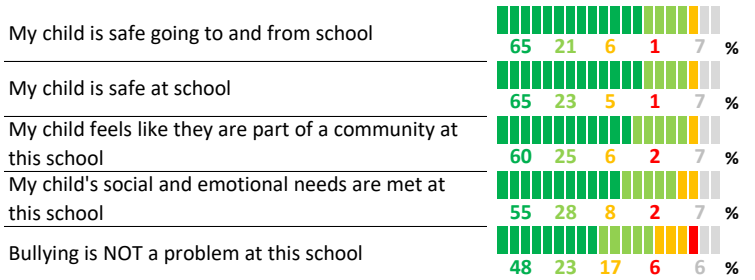 My child is safe going to and from school
65 21 6 1 7 %
My child is safe at school
65 23 5 1 7 %
My child feels like they are part of a community at
this school
60 25 6 2 7 %
My child's social and emotional needs are met at
this school
55 28 8 2 7 %
Bullying is NOT a problem at this school
48 23 17 6 6 %